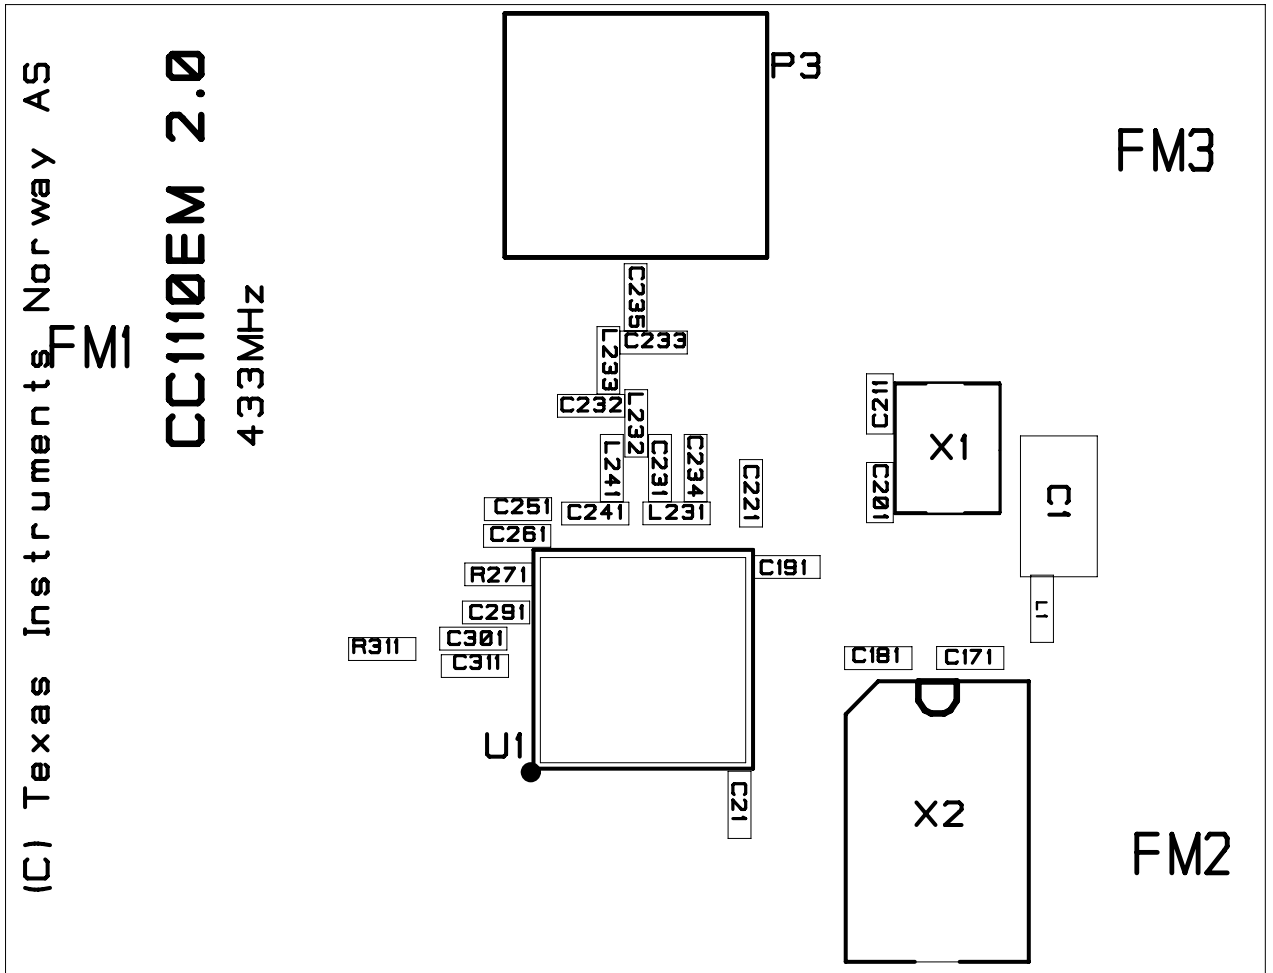 (C) Texas Instruments Norway AS
CC1110EM 2.0
433MHz
P3
FM3
C235
FM1
L233
C233
C232
L232
C211
X1
L241
C231
C234
C221
C201
C1
C251
C241
L231
C261
R271
C191
C291
L1
R311
C301
C311
C181
C171
U1
C21
X2
FM2